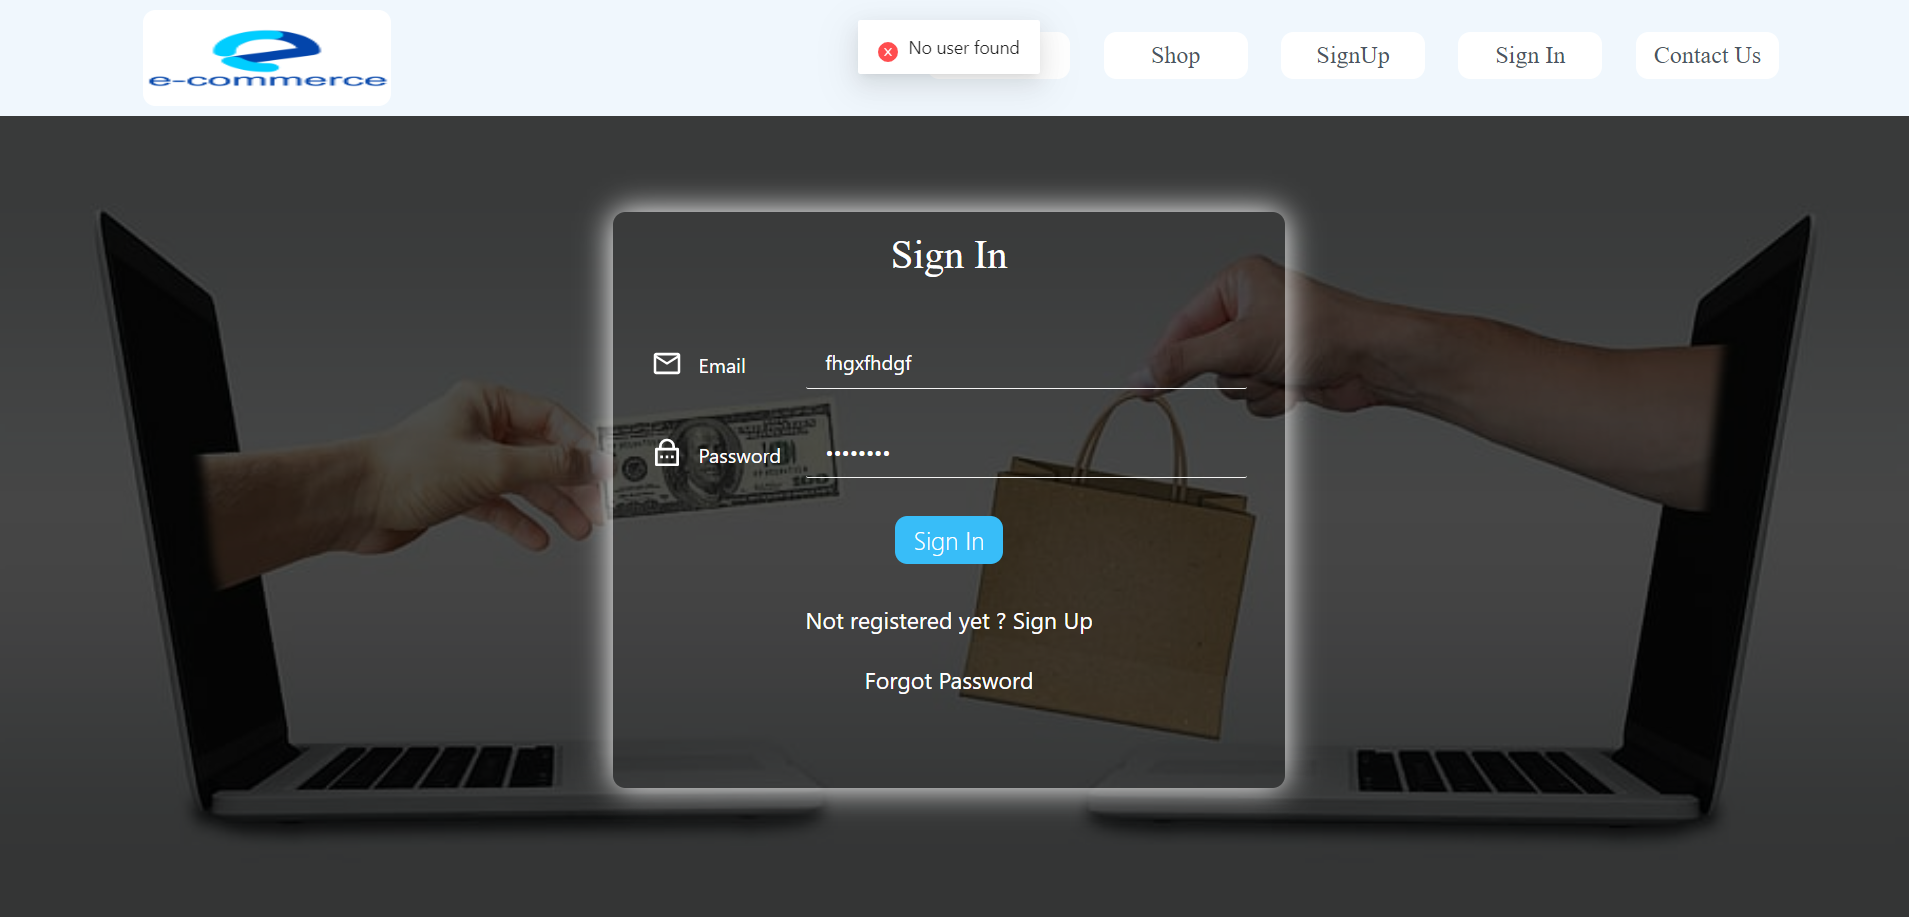 e-commerce
No user found
Shop
SignUp
Sign In
Contact Us
Sign In
Email
fhgxfhdgf
Password
••••••••
Sign In
Not registered yet ? Sign Up
Forgot Password